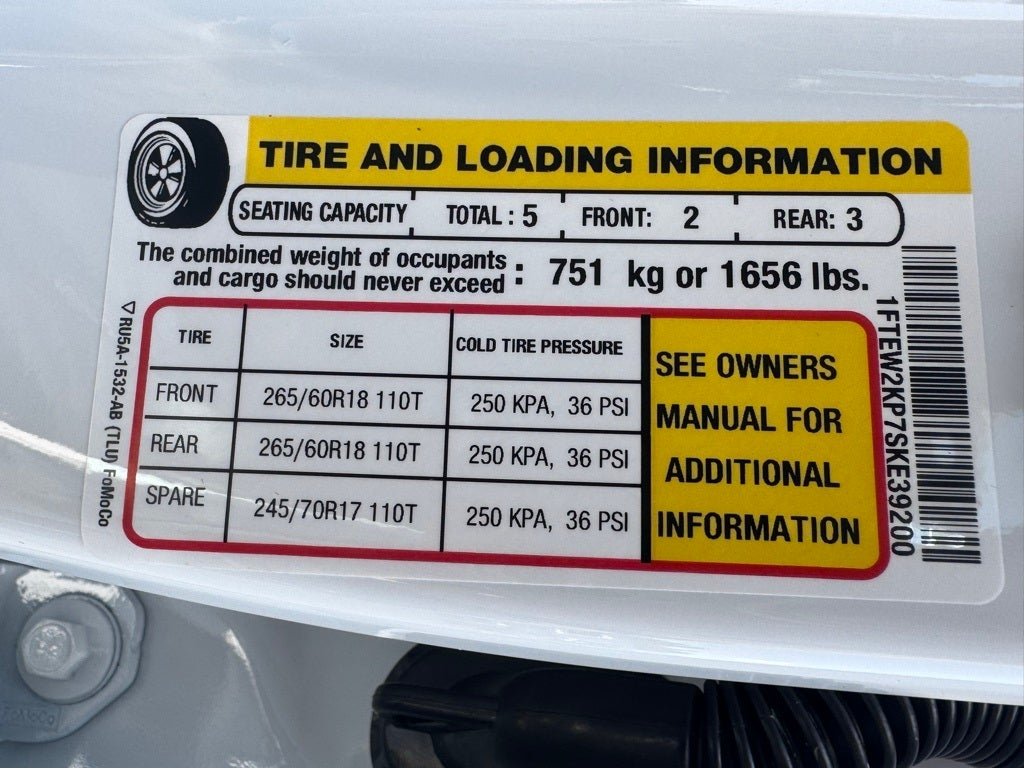 TIRE AND LOADING INFORMATION
SEATING CAPACITY TOTAL : 5 FRONT: 2 REAR: 3
The combined weight of occupants
and cargo should never exceed : 751 kg or 1656 lbs.
TIRE SIZE COLD TIRE PRESSURE
FRONT 265/60R18 110T 250 KPA, 36 PSI
REAR 265/60R18 110T 250 KPA, 36 PSI
SPARE 245/70R17 110T 250 KPA, 36 PSI
SEE OWNERS
MANUAL FOR
ADDITIONAL
INFORMATION
1FTEW2KP7SKE39200
RU5A-1532-AB (TLU) FoMoCo
FoMoCo